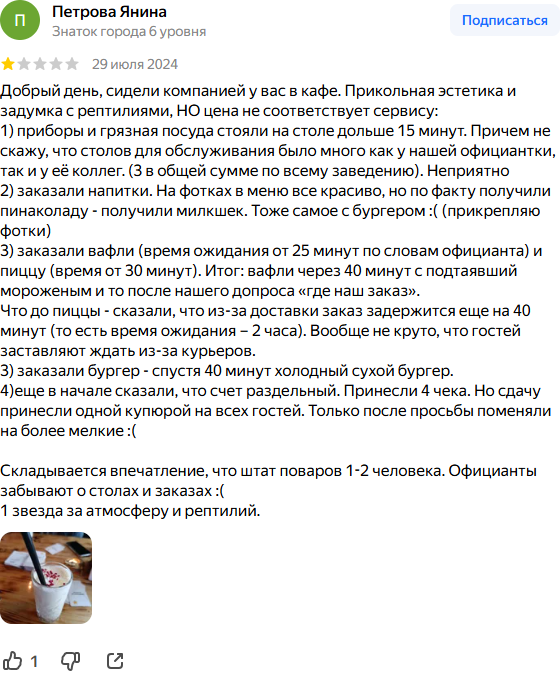 П
Петрова Янина
Знаток города 6 уровня
Подписаться
29 июля 2024
Добрый день, сидели компанией у вас в кафе. Прикольная эстетика и
задумка с рептилиями, НО цена не соответствует сервису:
1) приборы и грязная посуда стояли на столе дольше 15 минут. Причем не
скажу, что столов для обслуживания было много как у нашей официантки,
так и у её коллег. (3 в общей сумме по всему заведению). Неприятно
2) заказали напитки. На фотках в меню все красиво, но по факту получили
пинаколаду - получили милкшек. Тоже самое с бургером :( (прикрепляю
фотки)
3) заказали вафли (время ожидания от 25 минут по словам официанта) и
пиццу (время от 30 минут). Итог: вафли через 40 минут с подтаявший
мороженым и то после нашего допроса «где наш заказ».
Что до пиццы - сказали, что из-за доставки заказ задержится еще на 40
минут (то есть время ожидания – 2 часа). Вообще не круто, что гостей
заставляют ждать из-за курьеров.
3) заказали бургер - спустя 40 минут холодный сухой бургер.
4)еще в начале сказали, что счет раздельный. Принесли 4 чека. Но сдачу
принесли одной купюрой на всех гостей. Только после просьбы поменяли
на более мелкие :(
Складывается впечатление, что штат поваров 1-2 человека. Официанты
забывают о столах и заказах :(
1 звезда за атмосферу и рептилий.
1